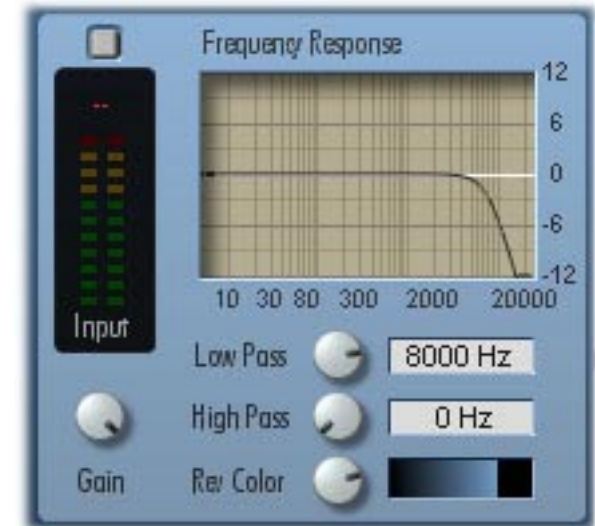 Frequency Response
--
12
6
0
-6
-12
10 30 80 300 2000 20000
Input
Low Pass 8000 Hz
High Pass 0 Hz
Gain
Rev Color